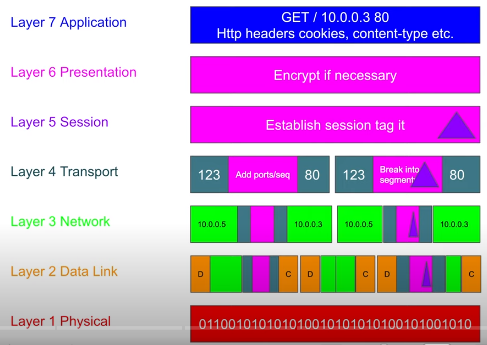 Layer 7 Application
GET / 10.0.0.3 80
Http headers cookies, content-type etc.
Layer 6 Presentation
Encrypt if necessary
Layer 5 Session
Establish session tag it
Layer 4 Transport
123 Add ports/seq 80 123 Break into segments 80
Layer 3 Network
10.0.0.5 10.0.0.3 10.0.0.5 10.0.0.3
Layer 2 Data Link
D C D C D C
Layer 1 Physical